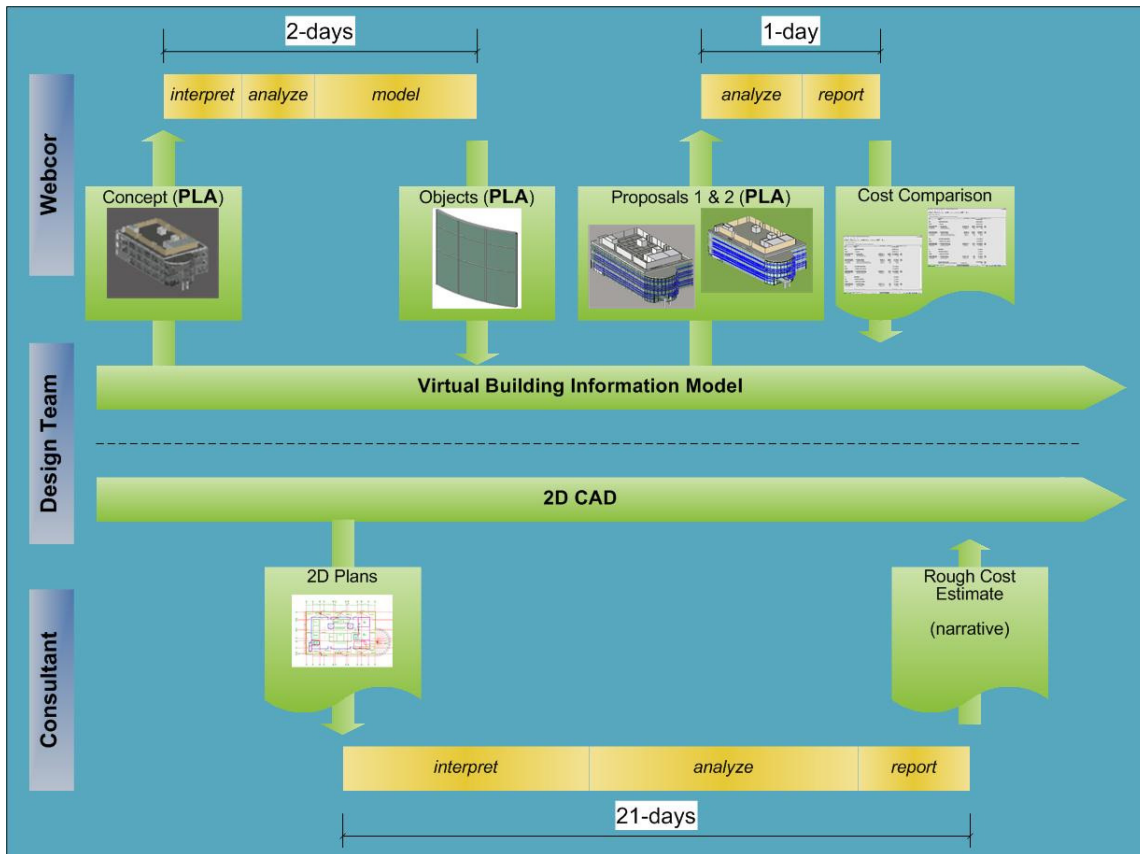 2-days
1-day
interpret
analyze
model
analyze
report
Webcor
Concept (PLA)
Objects (PLA)
Proposals 1 & 2 (PLA)
Cost Comparison
Virtual Building Information Model
Design Team
2D CAD
2D Plans
Rough Cost
Estimate
(narrative)
Consultant
interpret
analyze
report
21-days